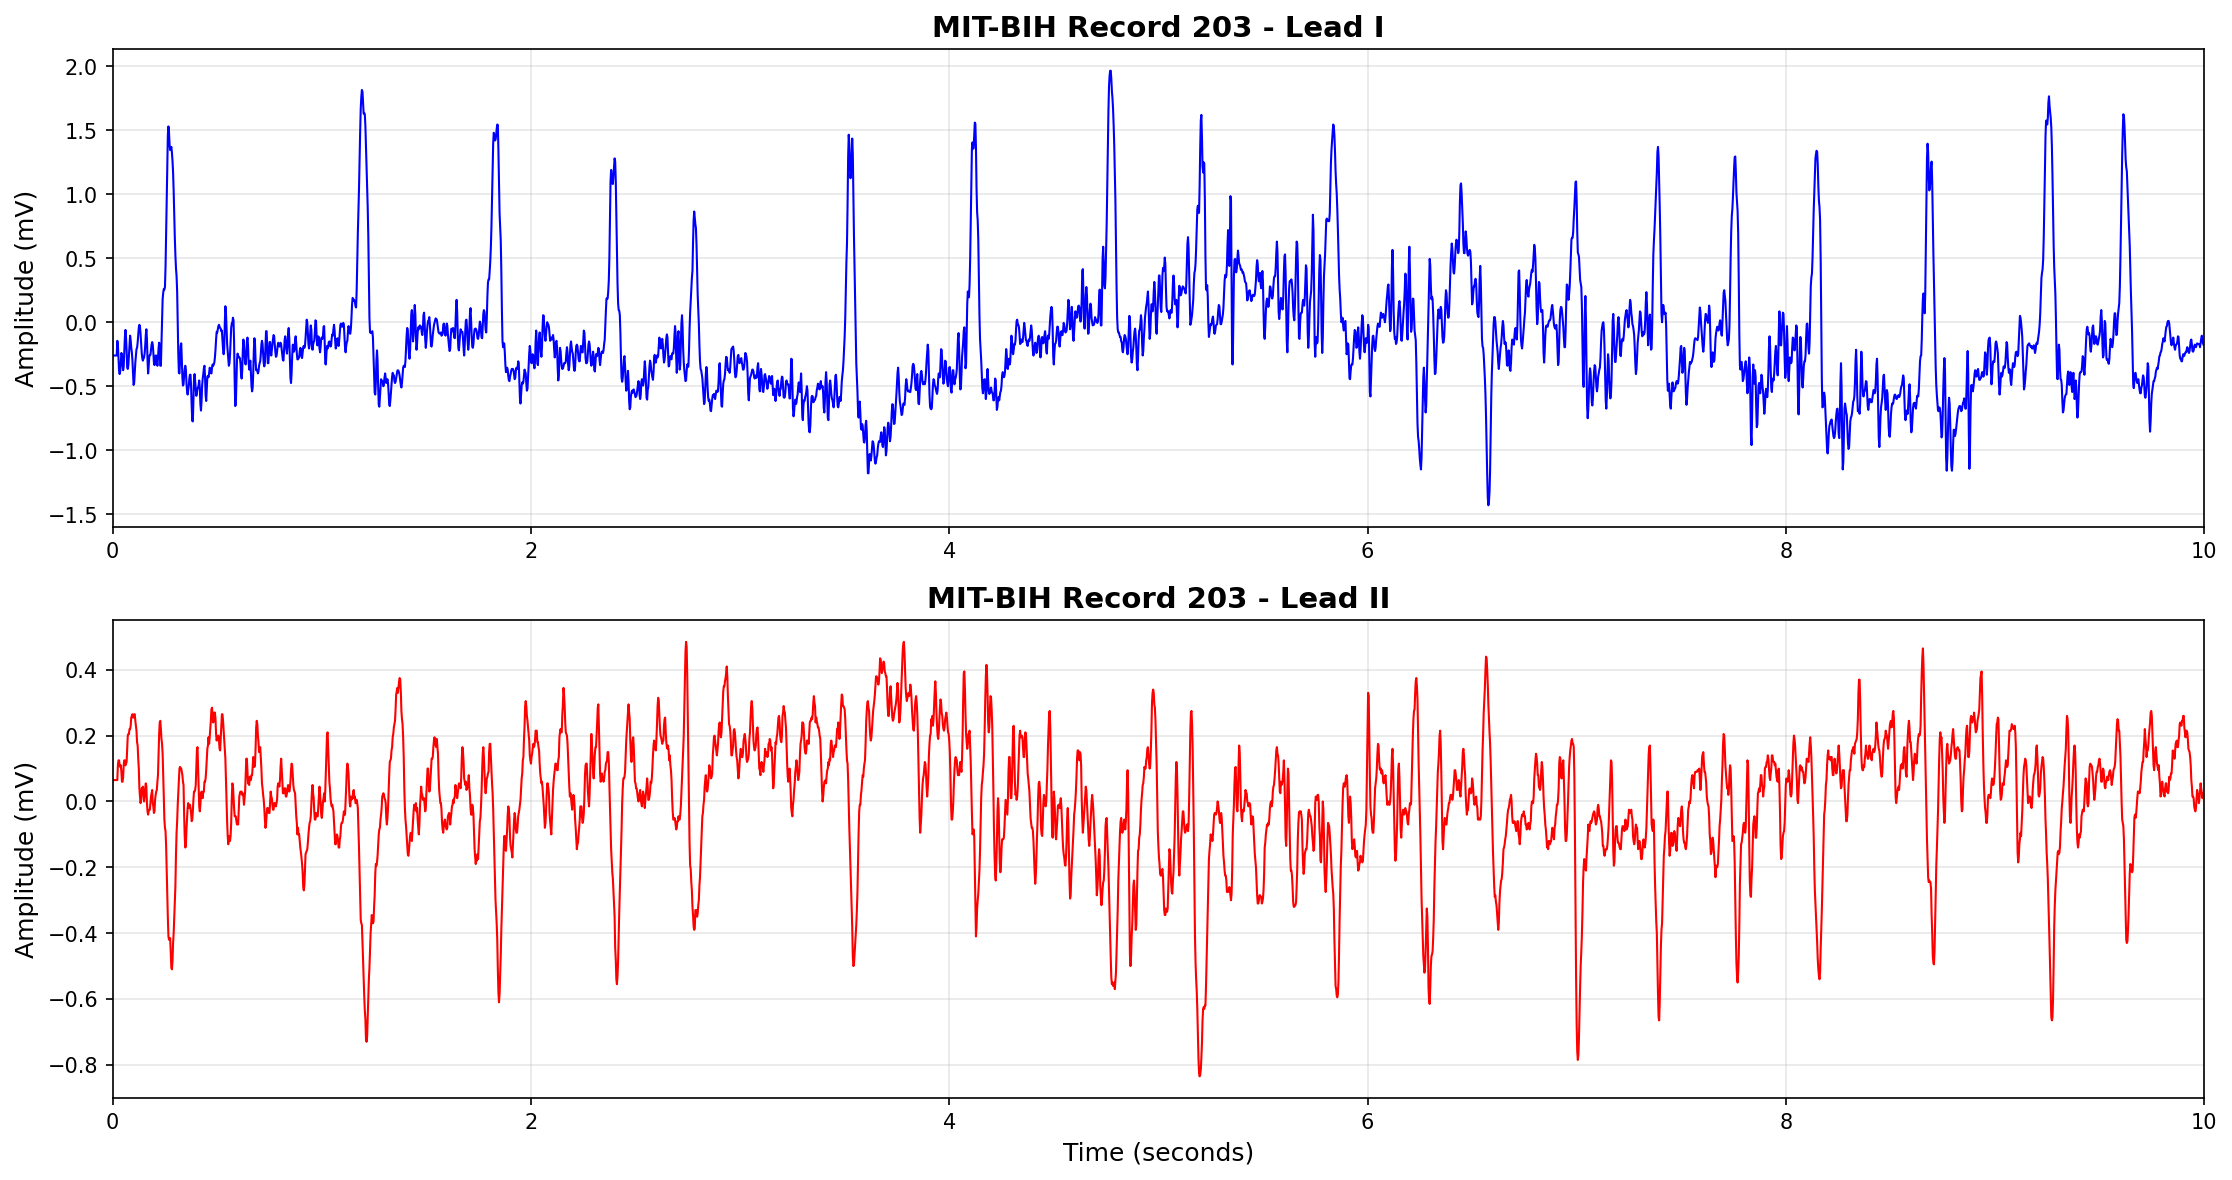 MIT-BIH Record 203 - Lead I
Amplitude (mV)
2.0
1.5
1.0
0.5
0.0
−0.5
−1.0
−1.5
0 2 4 6 8 10
MIT-BIH Record 203 - Lead II
Amplitude (mV)
0.4
0.2
0.0
−0.2
−0.4
−0.6
−0.8
0 2 4 6 8 10
Time (seconds)